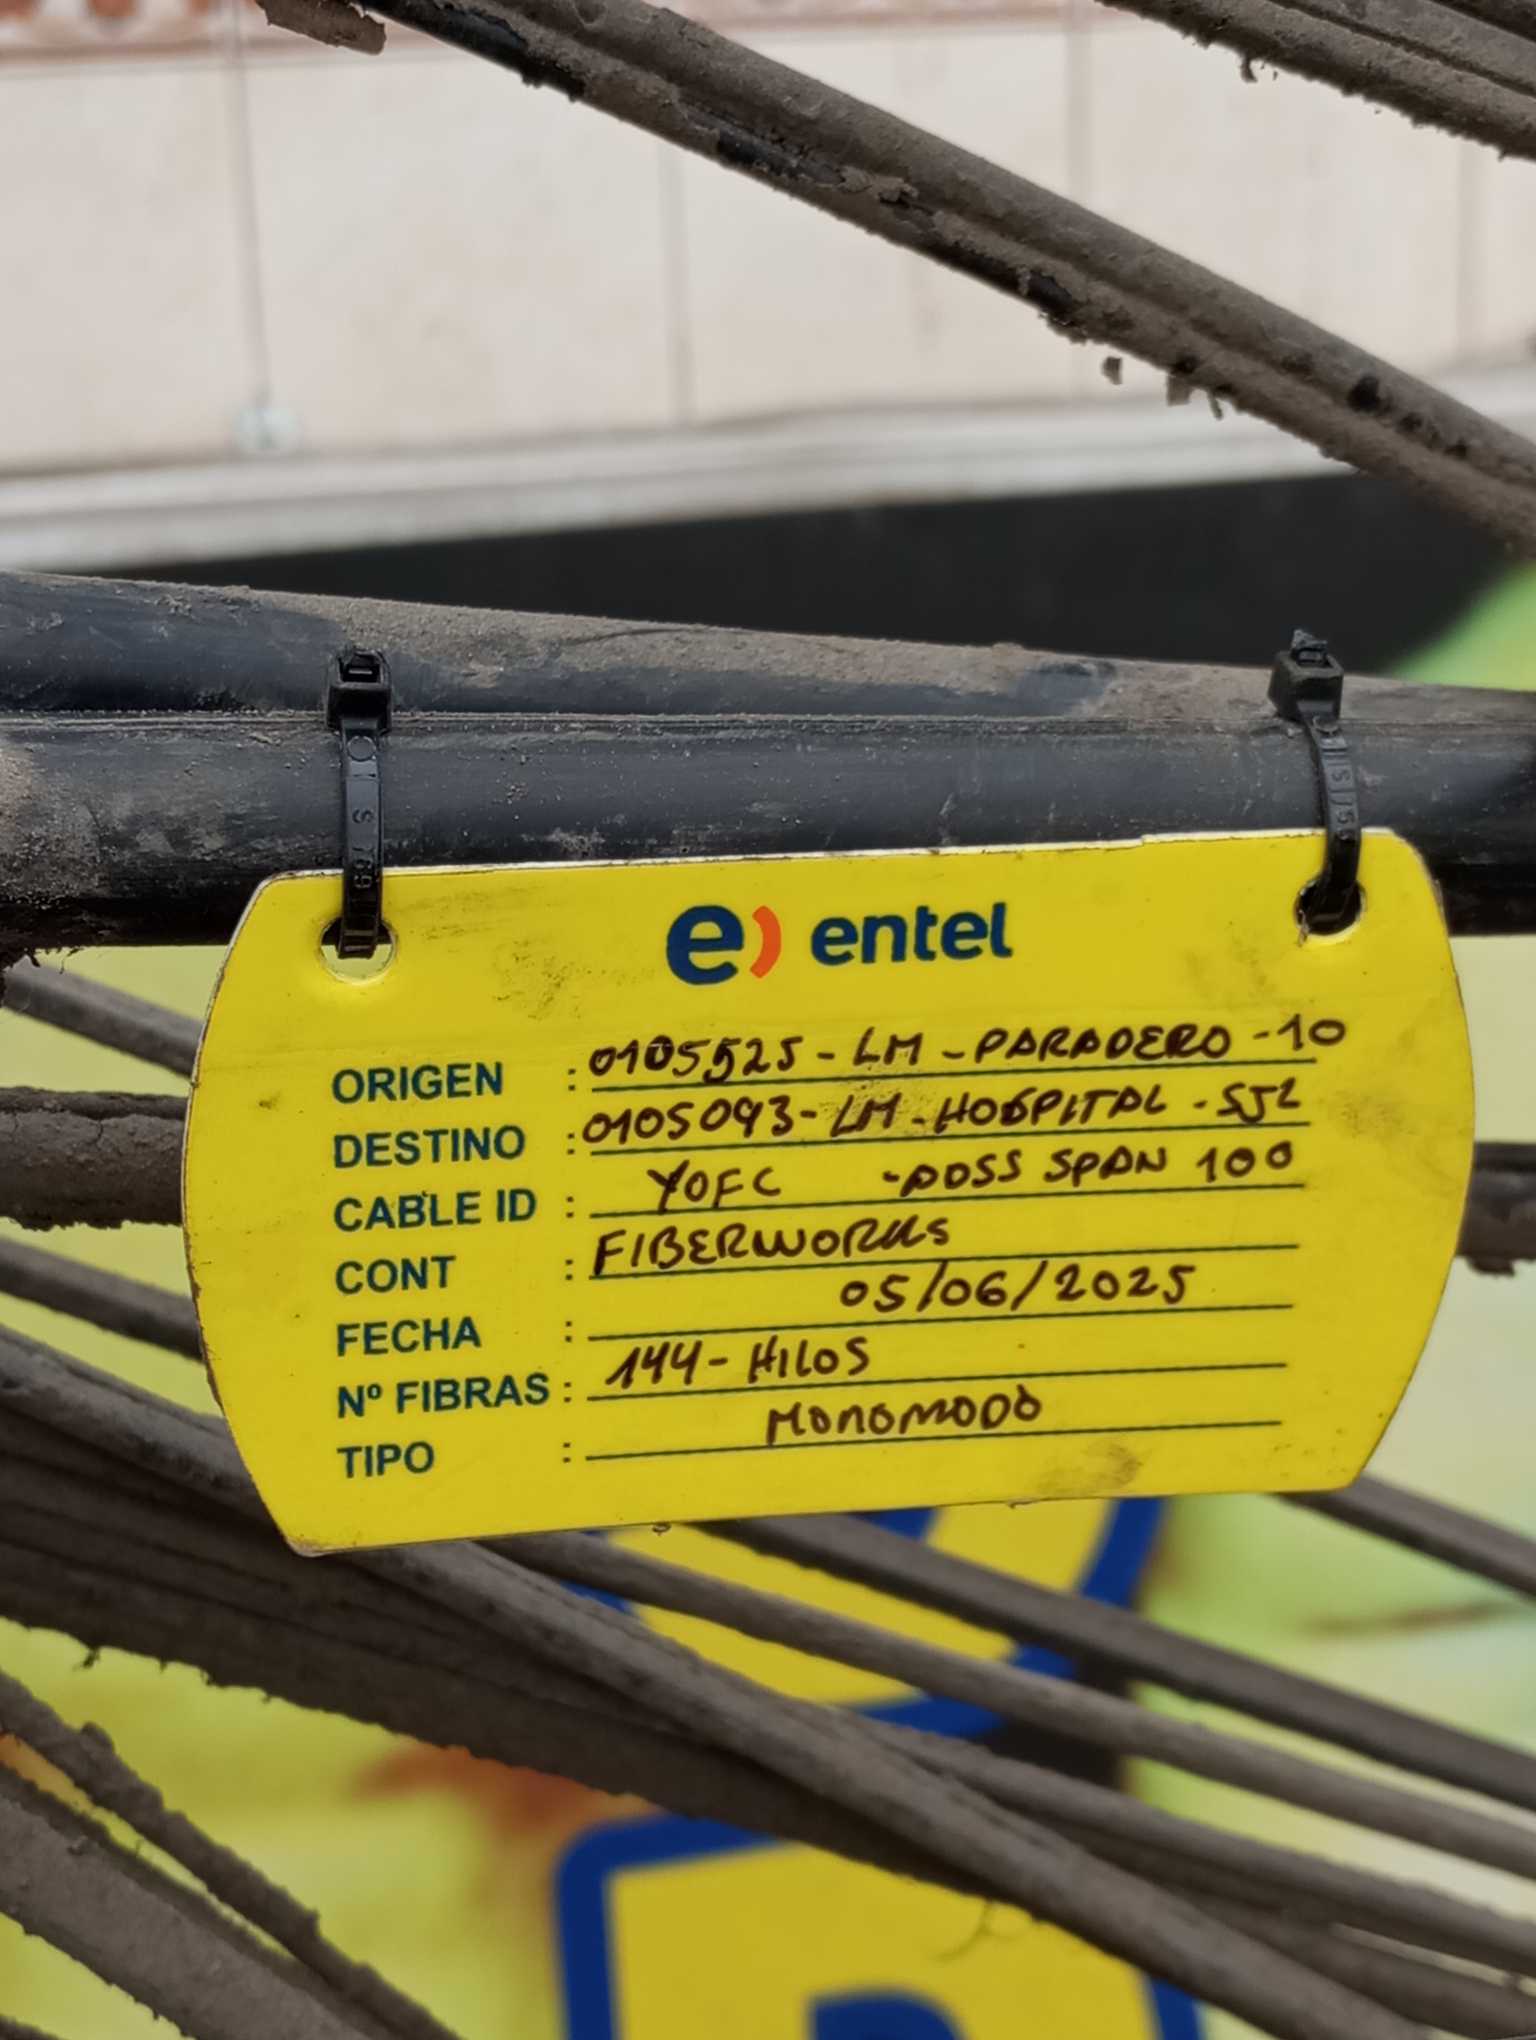 e) entel
ORIGEN : 0105525 - LM - PARADERO - 10
DESTINO : 0105093 - LM - HOSPITAL - SJL
CABLE ID : YOFC - ADSS SPAN 100
CONT : FIBERWORKS
FECHA : 05/06/2025
Nº FIBRAS : 144 - HILOS
TIPO : MONOMODO